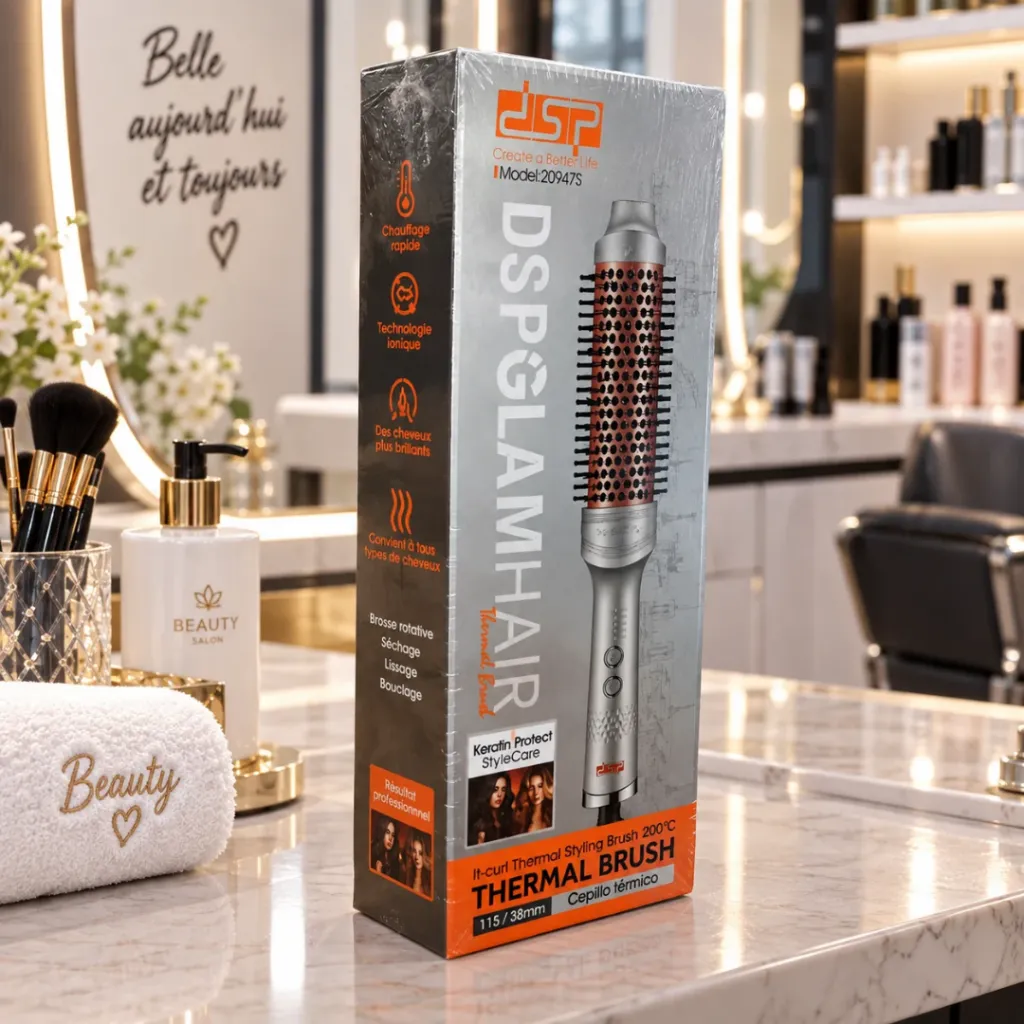 Belle
aujourd'hui
et toujours
dsp
Create a Better Life
Model:20947S
DSPGLAMHAIR
Thermal Brush
Chauffage
rapide
Technologie
ionique
Des cheveux
plus brillants
Convient à tous
types de cheveux
Brosse rotative
Séchage
Lissage
Bouclage
Résultat
professionnel
Keratin Protect
StyleCare
dsp
It-curl Thermal Styling Brush 200°C
THERMAL BRUSH
115 / 38mm
Cepillo térmico
BEAUTY
SALON
Beauty